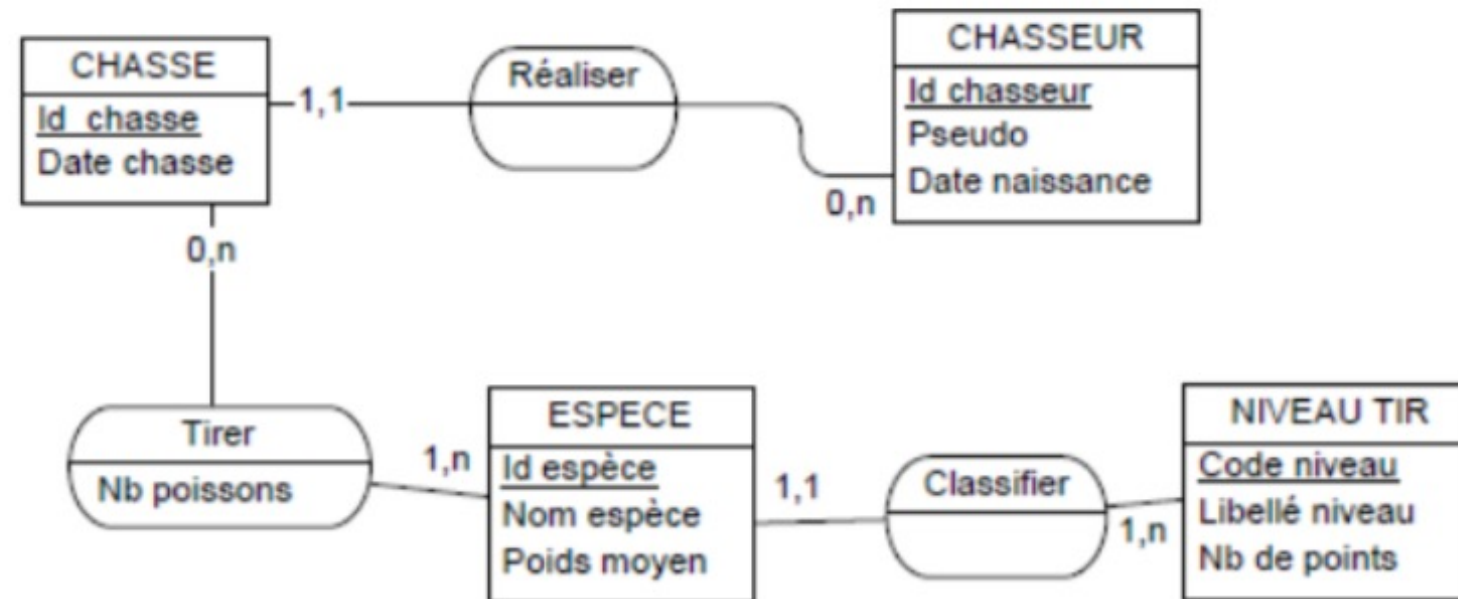 CHASSE
Id chasse
Date chasse
1,1
Réaliser
CHASSEUR
Id chasseur
Pseudo
Date naissance
0,n
0,n
Tirer
Nb poissons
1,n
ESPECE
Id espèce
Nom espèce
Poids moyen
1,1
Classifier
1,n
NIVEAU TIR
Code niveau
Libellé niveau
Nb de points